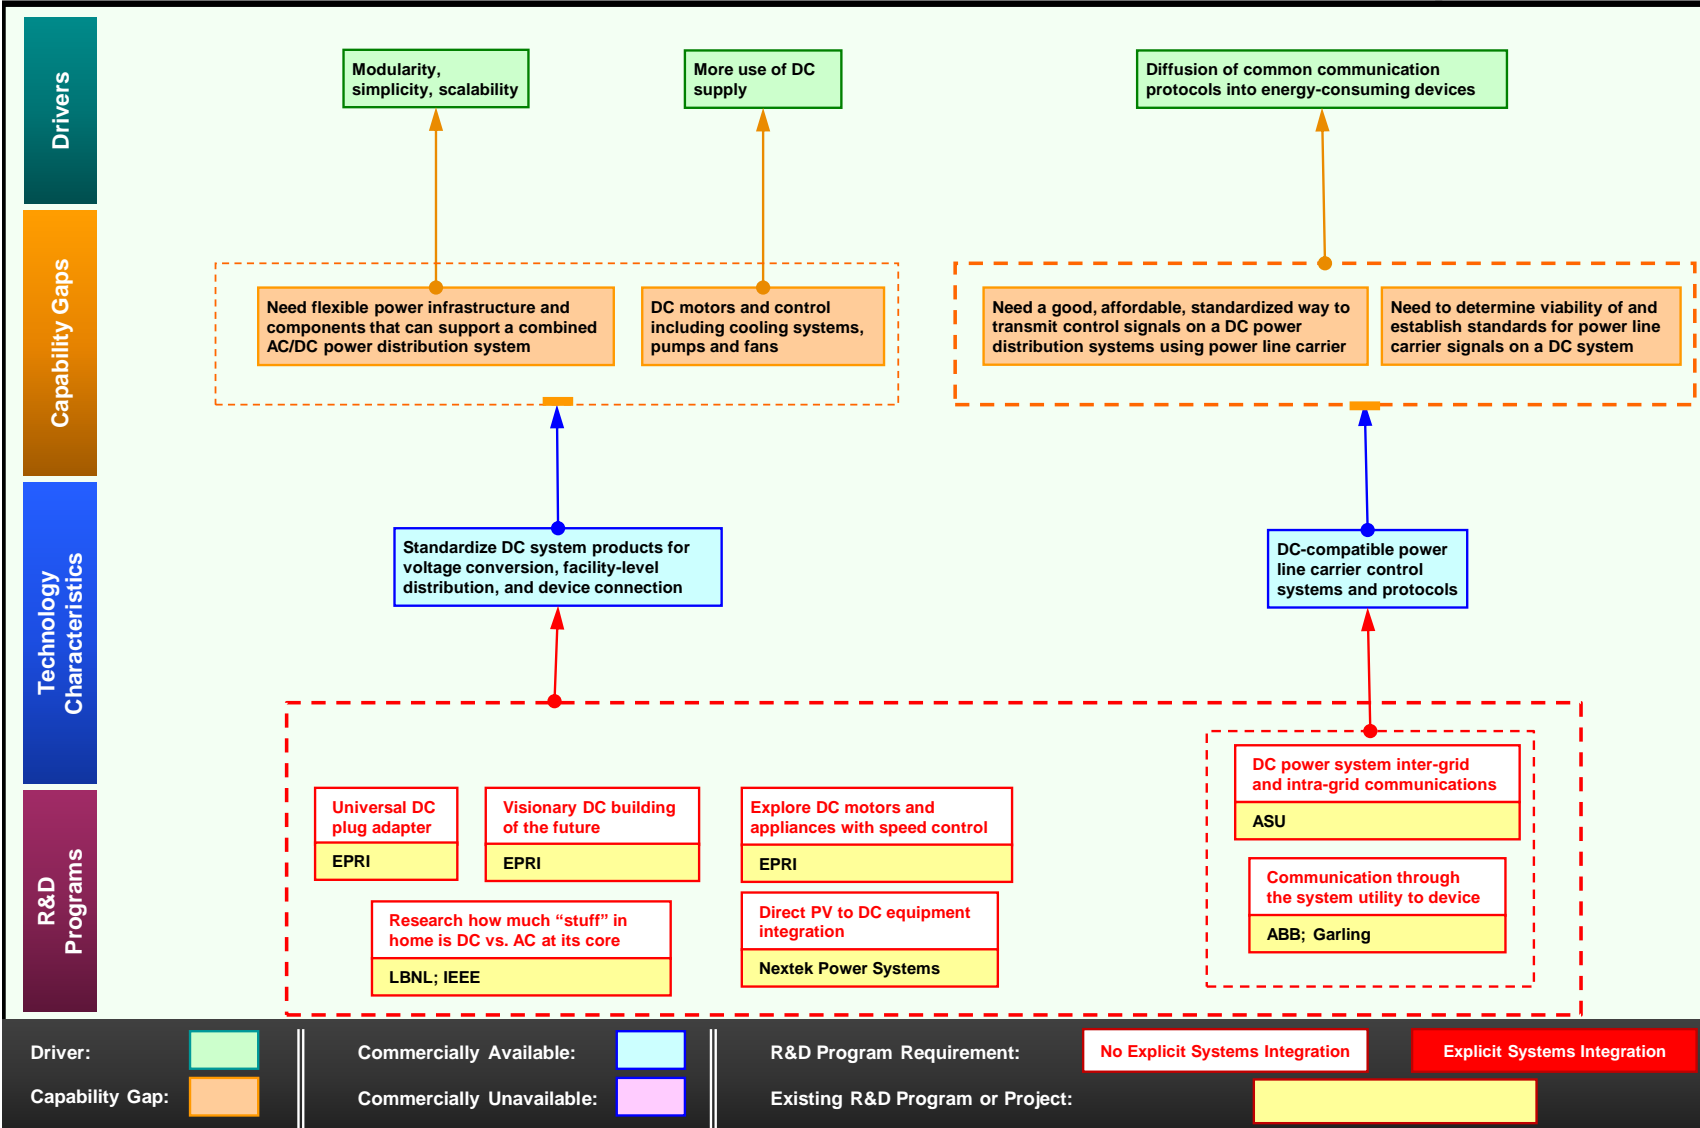 Drivers
Modularity,
simplicity, scalability
More use of DC
supply
Diffusion of common communication
protocols into energy-consuming devices
Capability Gaps
Need flexible power infrastructure and
components that can support a combined
AC/DC power distribution system
DC motors and control
including cooling systems,
pumps and fans
Need a good, affordable, standardized way to
transmit control signals on a DC power
distribution systems using power line carrier
Need to determine viability of and
establish standards for power line
carrier signals on a DC system
Technology
Characteristics
Standardize DC system products for
voltage conversion, facility-level
distribution, and device connection
DC-compatible power
line carrier control
systems and protocols
R&D
Programs
Universal DC
plug adapter
EPRI
Visionary DC building
of the future
EPRI
Explore DC motors and
appliances with speed control
EPRI
DC power system inter-grid
and intra-grid communications
ASU
Research how much “stuff” in
home is DC vs. AC at its core
LBNL; IEEE
Direct PV to DC equipment
integration
Nextek Power Systems
Communication through
the system utility to device
ABB; Garling
Driver:
Capability Gap:
Commercially Available:
Commercially Unavailable:
R&D Program Requirement:
No Explicit Systems Integration
Explicit Systems Integration
Existing R&D Program or Project: